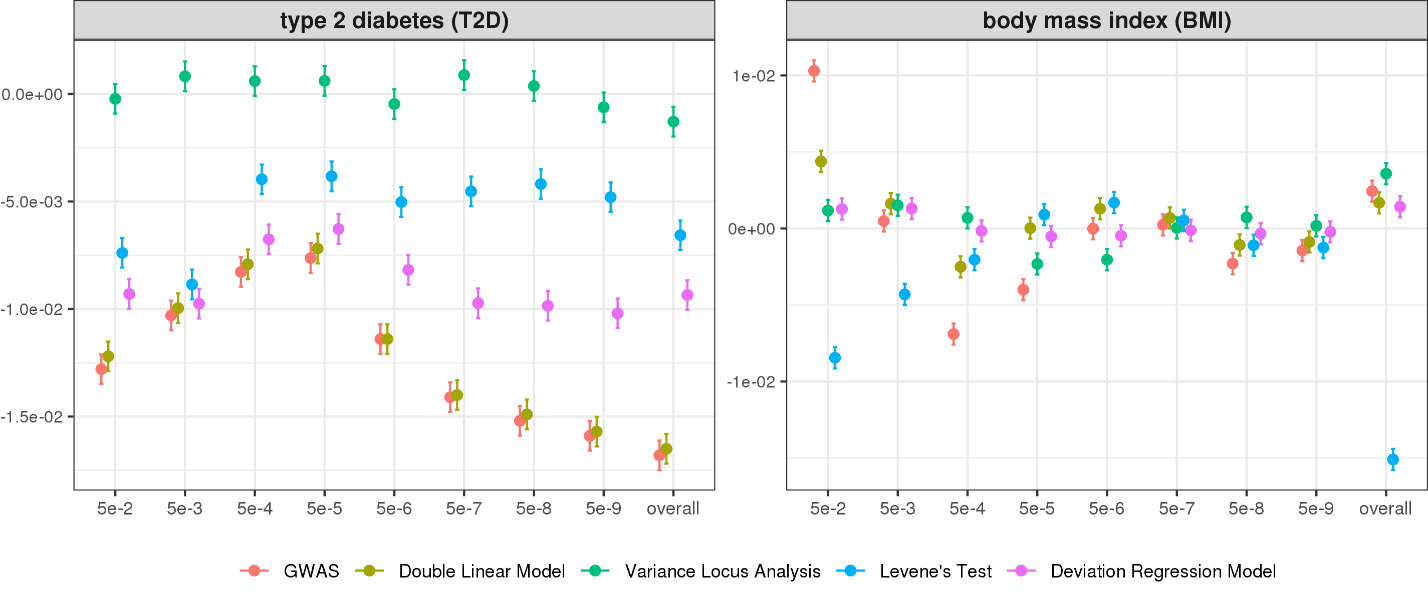 type 2 diabetes (T2D)
body mass index (BMI)
0.0e+00
-5.0e-03
-1.0e-02
-1.5e-02
1e-02
0e+00
-1e-02
5e-2 5e-3 5e-4 5e-5 5e-6 5e-7 5e-8 5e-9 overall
5e-2 5e-3 5e-4 5e-5 5e-6 5e-7 5e-8 5e-9 overall
GWAS Double Linear Model Variance Locus Analysis Levene's Test Deviation Regression Model